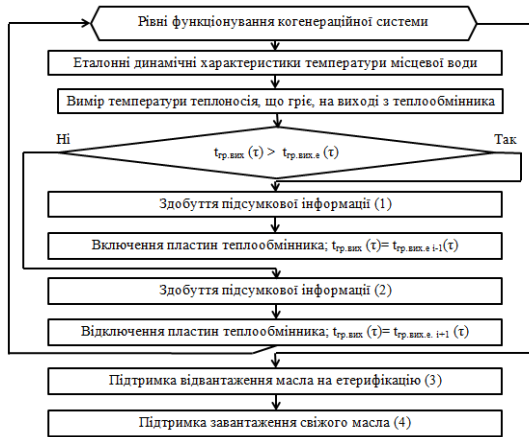 Рівні функціонування когенераційної системи
Еталонні динамічні характеристики температури місцевої води
Вимір температури теплоносія, що гріє, на виході з теплообмінника
Ні
Так
tгр.вих (τ) > tгр.вих.е (τ)
Здобуття підсумкової інформації (1)
Включення пластин теплообмінника; tгр.вих (τ)= tгр.вих.е i-1(τ)
Здобуття підсумкової інформації (2)
Відключення пластин теплообмінника; tгр.вих (τ)= tгр.вих.е. i+1 (τ)
Підтримка відвантаження масла на етерифікацію (3)
Підтримка завантаження свіжого масла (4)